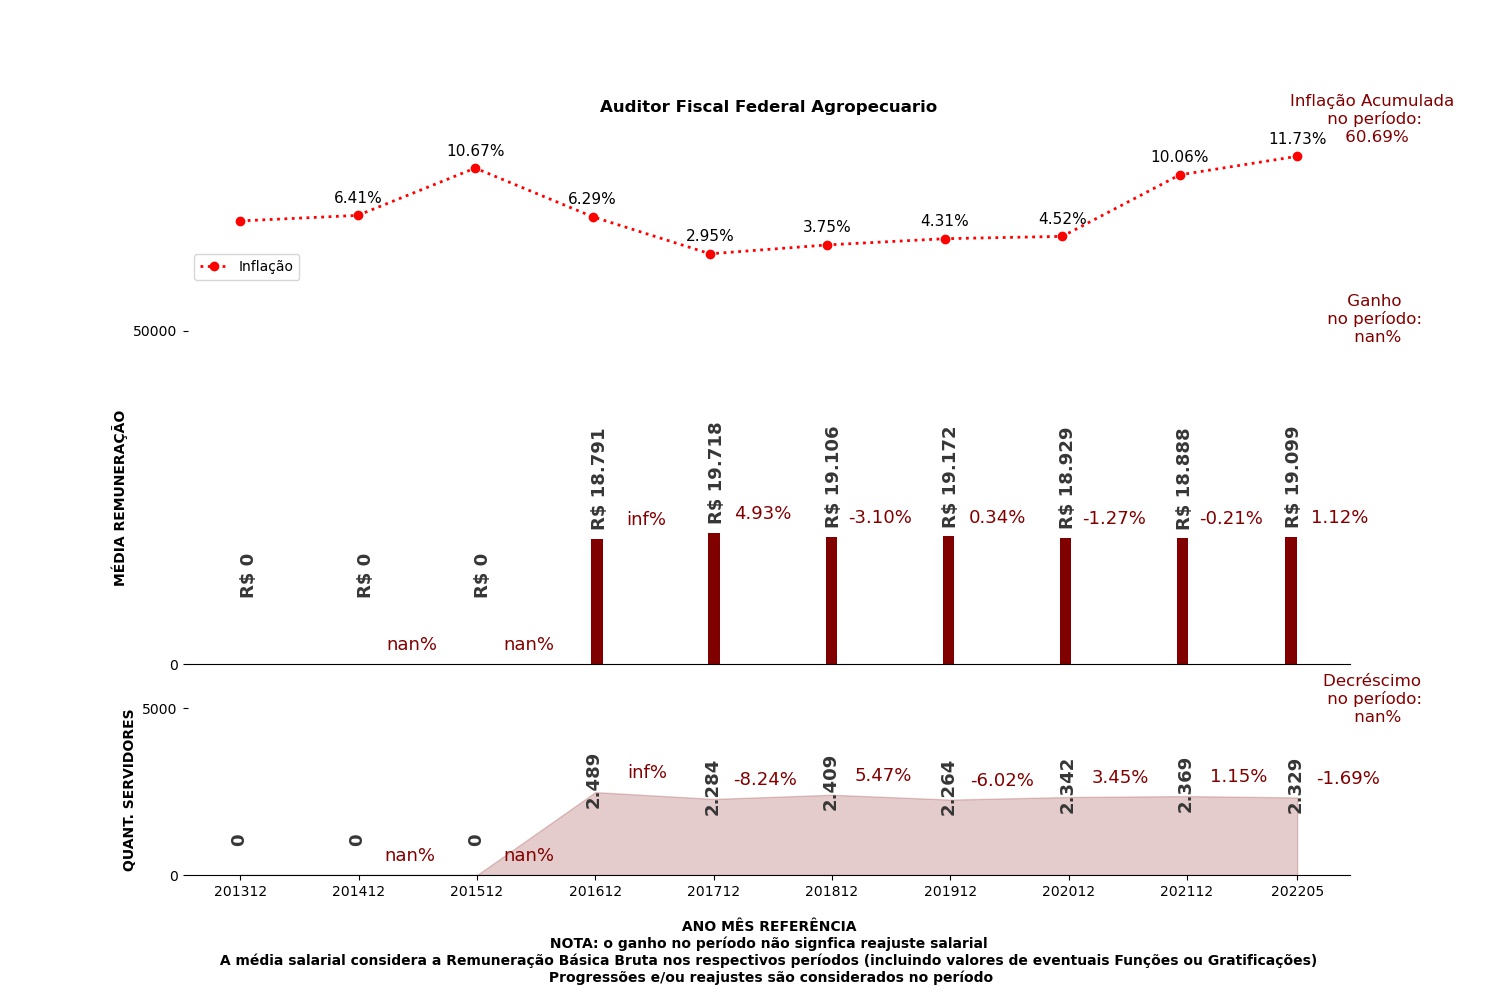 Auditor Fiscal Federal Agropecuario
Inflação Acumulada
no período:
60.69%
6.41%
10.67%
6.29%
2.95%
3.75%
4.31%
4.52%
10.06%
11.73%
Inflação
Ganho
no período:
nan%
MÉDIA REMUNERAÇÃO
50000
0
R$ 0
R$ 0
R$ 0
R$ 18.791
R$ 19.718
R$ 19.106
R$ 19.172
R$ 18.929
R$ 18.888
R$ 19.099
nan%
nan%
inf%
4.93%
-3.10%
0.34%
-1.27%
-0.21%
1.12%
Decréscimo
no período:
nan%
QUANT. SERVIDORES
5000
0
0
0
0
2.489
2.284
2.409
2.264
2.342
2.369
2.329
nan%
nan%
inf%
-8.24%
5.47%
-6.02%
3.45%
1.15%
-1.69%
201312
201412
201512
201612
201712
201812
201912
202012
202112
202205
ANO MÊS REFERÊNCIA
NOTA: o ganho no período não signfica reajuste salarial
A média salarial considera a Remuneração Básica Bruta nos respectivos períodos (incluindo valores de eventuais Funções ou Gratificações)
Progressões e/ou reajustes são considerados no período